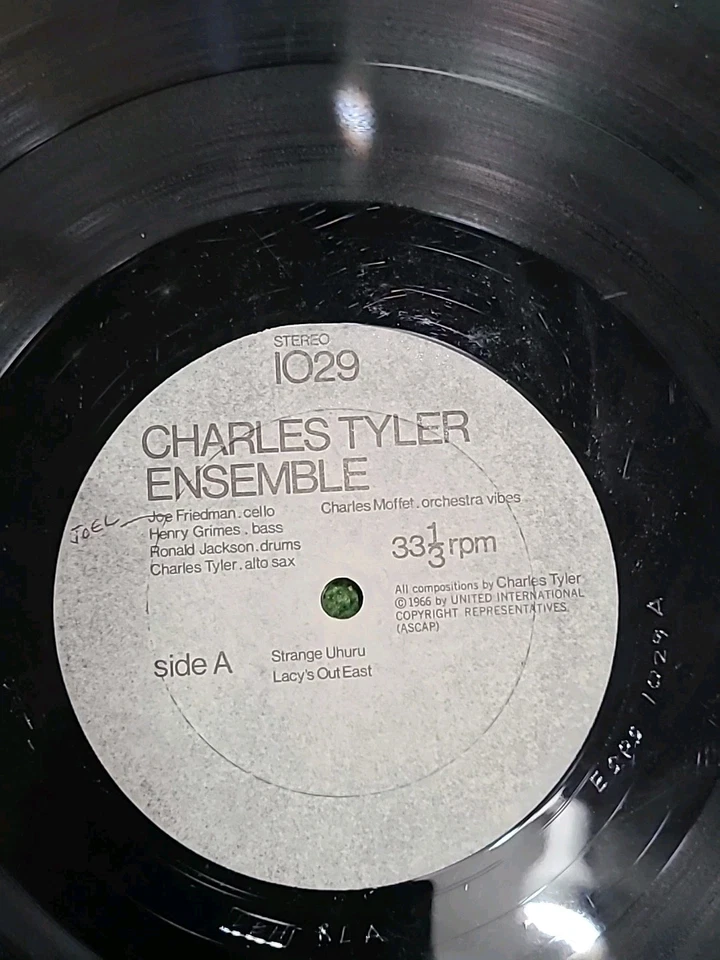 STEREO
1029
CHARLES TYLER
ENSEMBLE
JOEL
Joe Friedman.cello
Henry Grimes.bass
Ronald Jackson.drums
Charles Tyler.alto sax
Charles Moffet.orchestra vibes
33 1/3 rpm
All compositions by Charles Tyler
©1966 by UNITED INTERNATIONAL
COPYRIGHT REPRESENTATIVES.
(ASCAP)
side A
Strange Uhuru
Lacy's Out East
1029 A
RLA